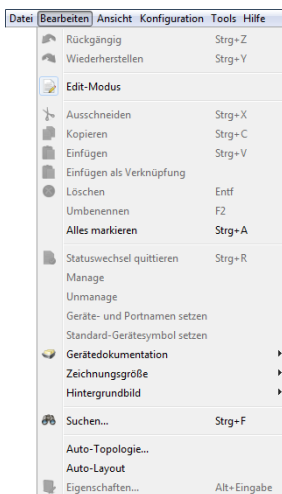 Datei Bearbeiten Ansicht Konfiguration Tools Hilfe
Rückgängig Strg+Z
Wiederherstellen Strg+Y
Edit-Modus
Ausschneiden Strg+X
Kopieren Strg+C
Einfügen Strg+V
Einfügen als Verknüpfung
Löschen Entf
Umbenennen F2
Alles markieren Strg+A
Statuswechsel quittieren Strg+R
Manage
Unmanage
Geräte- und Portnamen setzen
Standard-Gerätesymbol setzen
Gerätedokumentation
Zeichnungsgröße
Hintergrundbild
Suchen... Strg+F
Auto-Topologie...
Auto-Layout
Eigenschaften... Alt+Eingabe